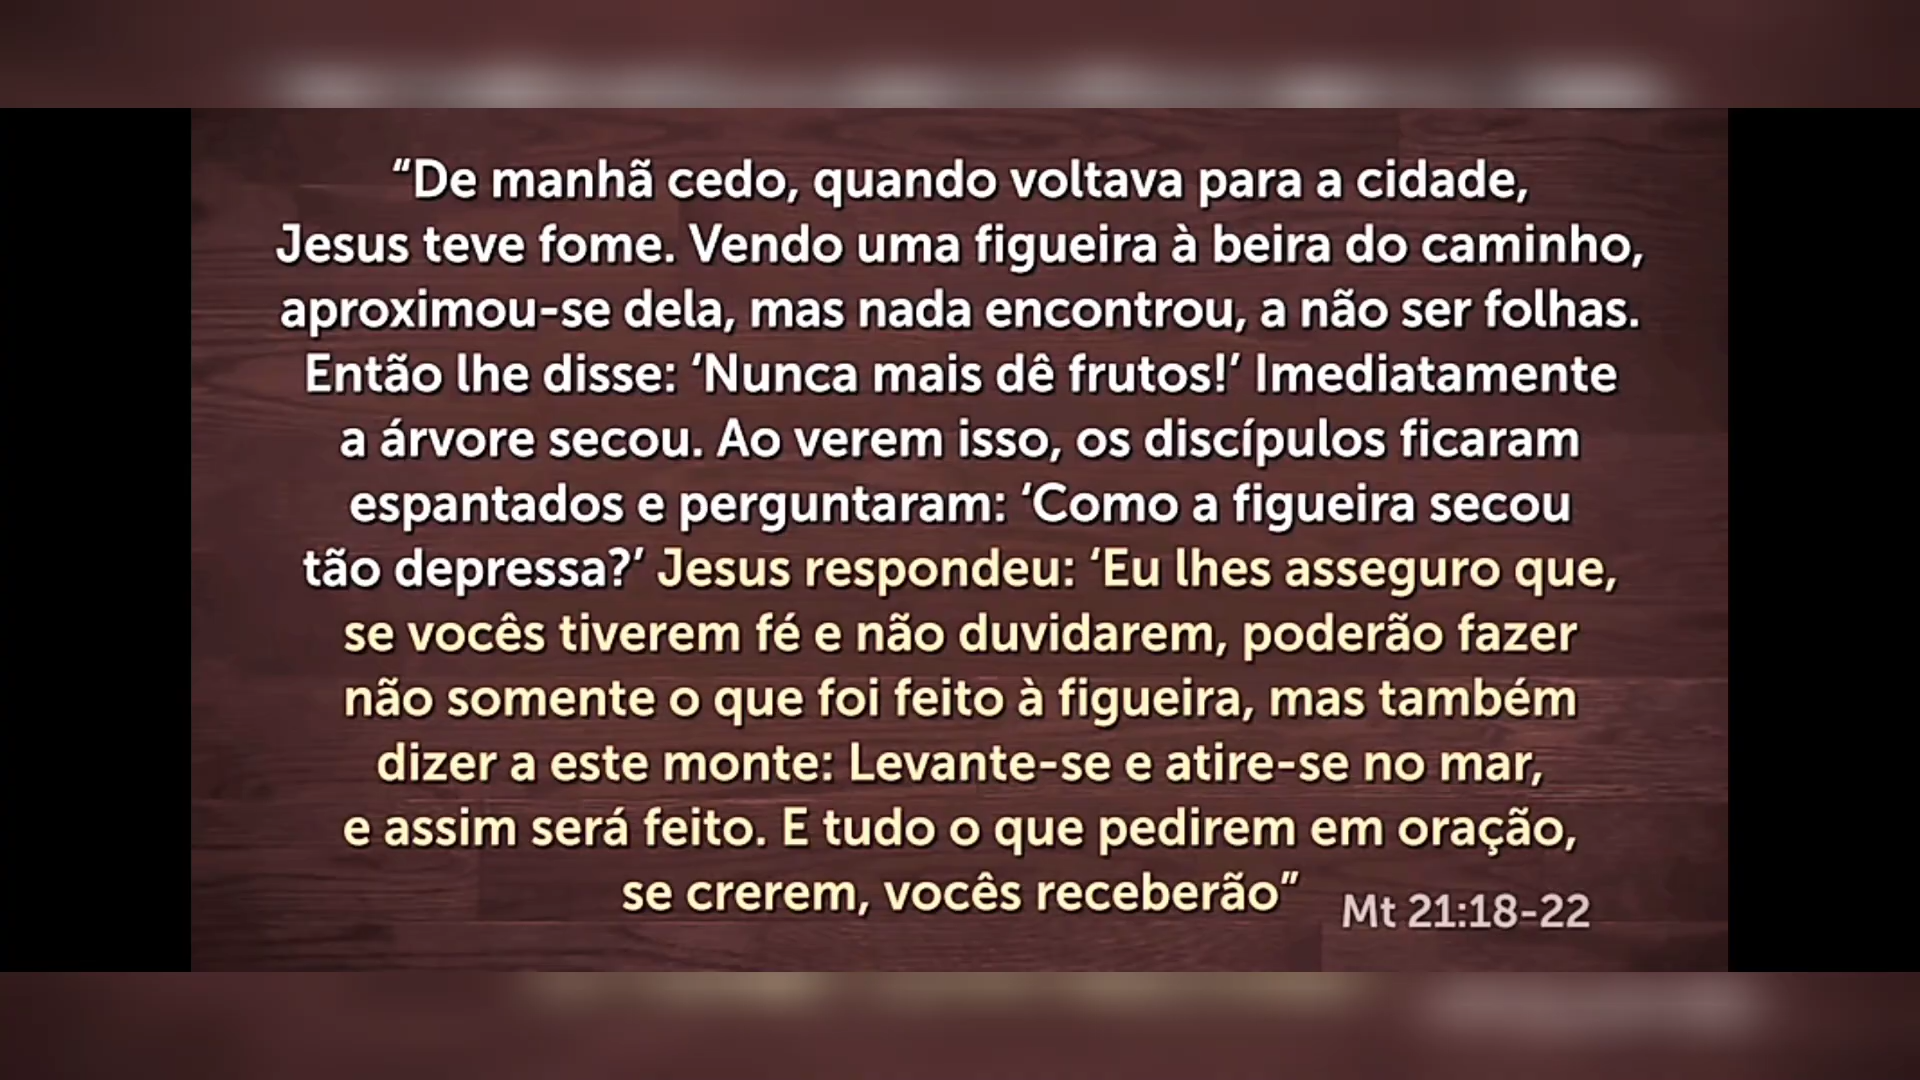 “De manhã cedo, quando voltava para a cidade,
Jesus teve fome. Vendo uma figueira à beira do caminho,
aproximou-se dela, mas nada encontrou, a não ser folhas.
Então lhe disse: ‘Nunca mais dê frutos!’ Imediatamente
a árvore secou. Ao verem isso, os discípulos ficaram
espantados e perguntaram: ‘Como a figueira secou
tão depressa?’ Jesus respondeu: ‘Eu lhes asseguro que,
se vocês tiverem fé e não duvidarem, poderão fazer
não somente o que foi feito à figueira, mas também
dizer a este monte: Levante-se e atire-se no mar,
e assim será feito. E tudo o que pedirem em oração,
se crerem, vocês receberão”
Mt 21:18-22